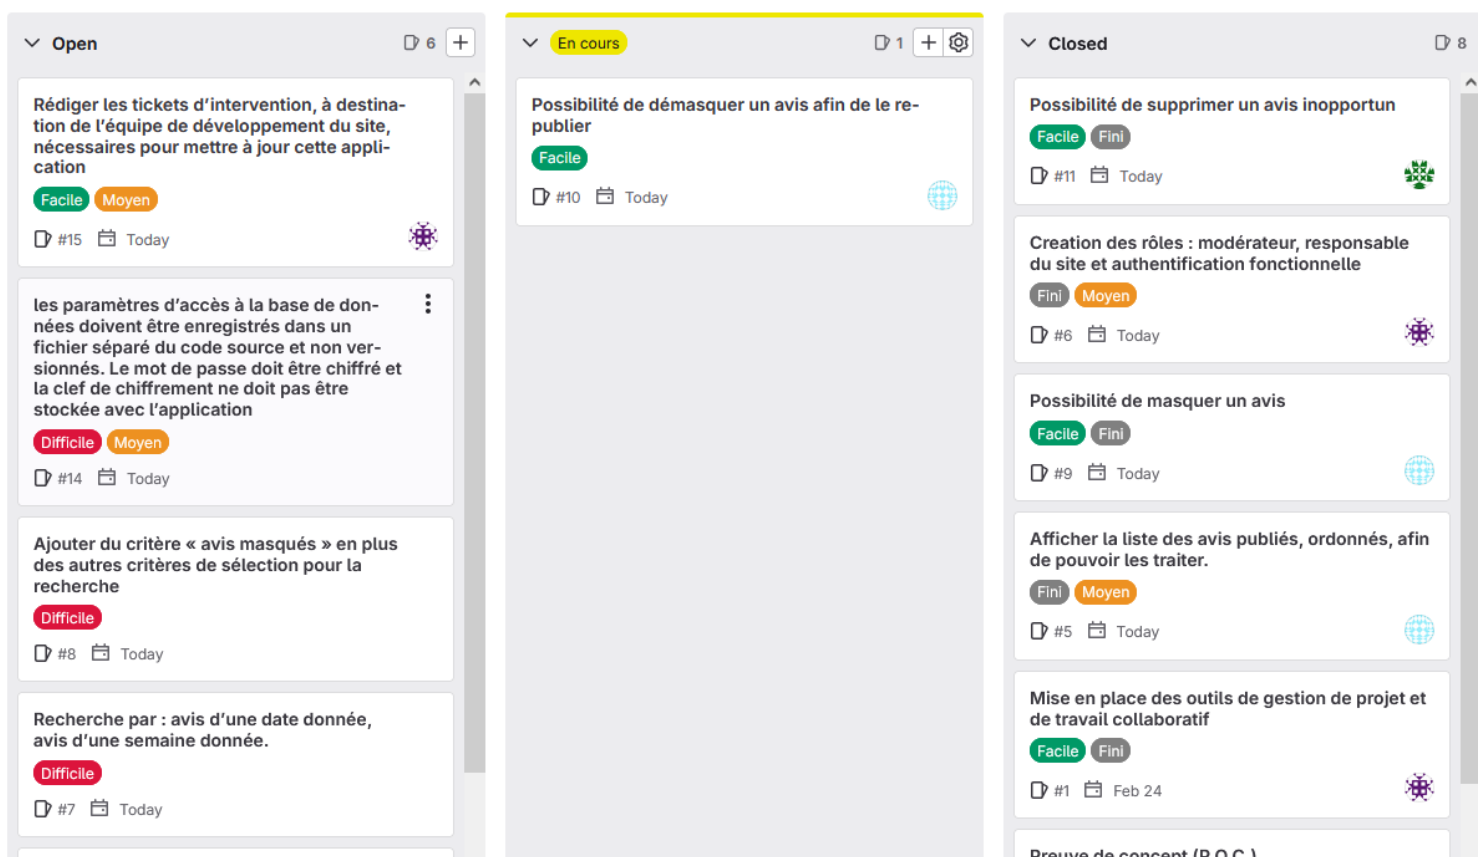 Open
6
Rédiger les tickets d’intervention, à destina-
tion de l’équipe de développement du site,
nécessaires pour mettre à jour cette appli-
cation
Facile Moyen
#15 Today
les paramètres d’accès à la base de don-
nées doivent être enregistrés dans un
fichier séparé du code source et non ver-
sionnés. Le mot de passe doit être chiffré et
la clef de chiffrement ne doit pas être
stockée avec l’application
Difficile Moyen
#14 Today
Ajouter du critère « avis masqués » en plus
des autres critères de sélection pour la
recherche
Difficile
#8 Today
Recherche par : avis d’une date donnée,
avis d’une semaine donnée.
Difficile
#7 Today
En cours
1
Possibilité de démasquer un avis afin de le re-
publier
Facile
#10 Today
Closed
8
Possibilité de supprimer un avis inopportun
Facile Fini
#11 Today
Creation des rôles : modérateur, responsable
du site et authentification fonctionnelle
Fini Moyen
#6 Today
Possibilité de masquer un avis
Facile Fini
#9 Today
Afficher la liste des avis publiés, ordonnés, afin
de pouvoir les traiter.
Fini Moyen
#5 Today
Mise en place des outils de gestion de projet et
de travail collaboratif
Facile Fini
#1 Feb 24
Preuve de concept (P.O.C.)